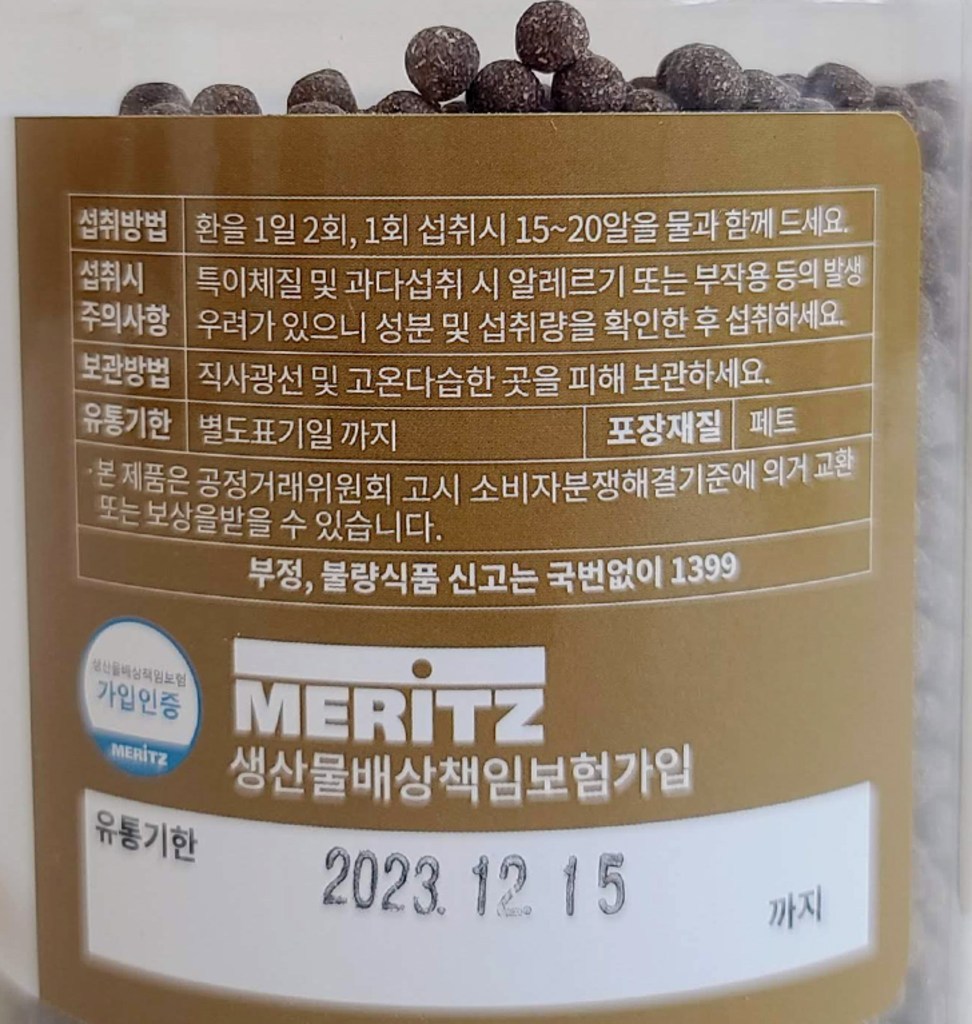 섭취방법 환을 1일 2회, 1회 섭취시 15~20알을 물과 함께 드세요.
섭취시 주의사항
특이체질 및 과다섭취 시 알레르기 또는 부작용 등의 발생
우려가 있으니 성분 및 섭취량을 확인한 후 섭취하세요.
보관방법 직사광선 및 고온다습한 곳을 피해 보관하세요.
유통기한 별도표기일 까지 포장재질 페트
·본 제품은 공정거래위원회 고시 소비자분쟁해결기준에 의거 교환
또는 보상을받을 수 있습니다.
부정, 불량식품 신고는 국번없이 1399
생산물배상책임보험
가입인증
MERITZ
MERITZ
생산물배상책임보험가입
유통기한 2023. 12 15 까지